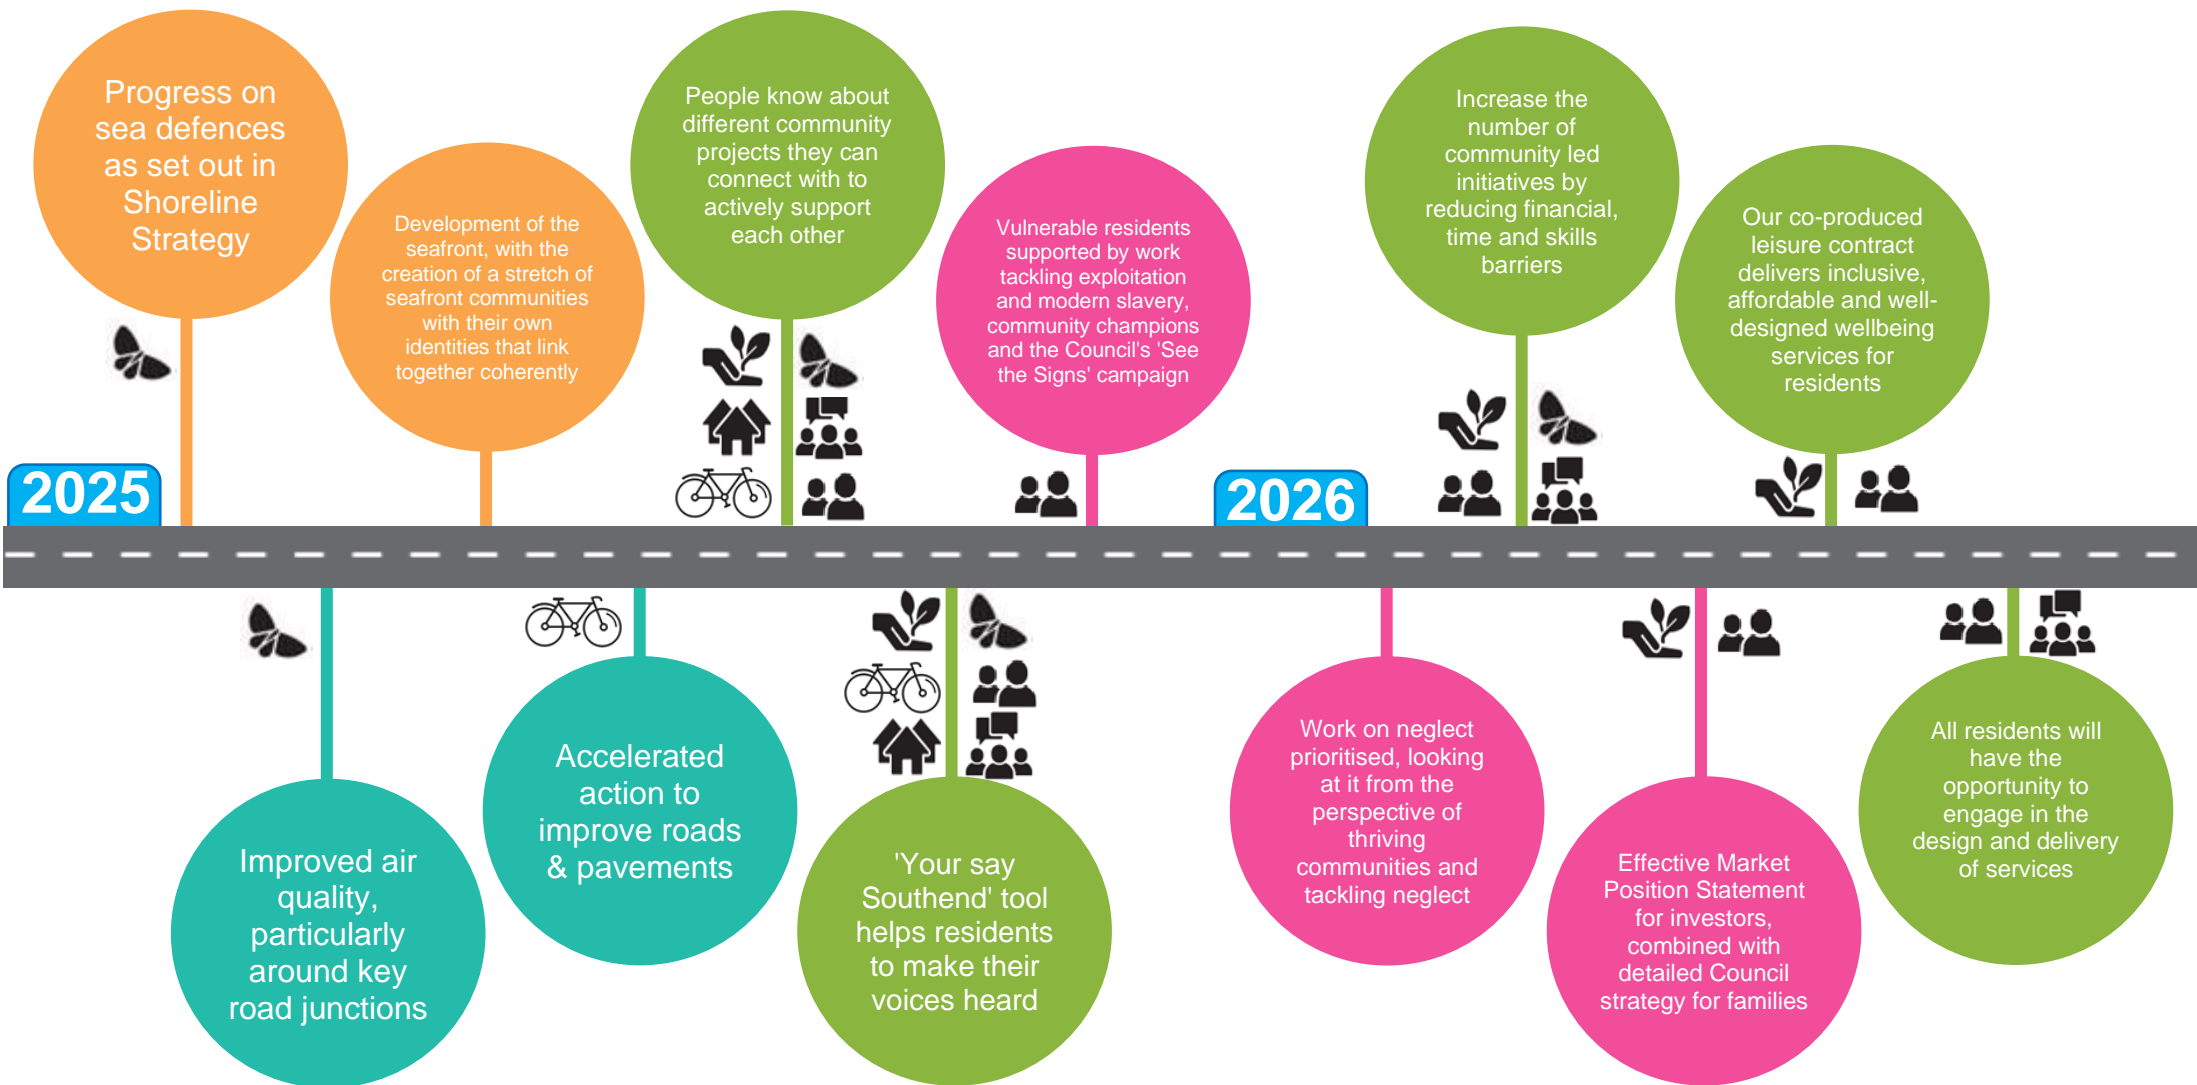 Progress on
sea defences
as set out in
Shoreline
Strategy
Development of the
seafront, with the
creation of a stretch of
seafront communities
with their own
identities that link
together coherently
People know about
different community
projects they can
connect with to
actively support
each other
Vulnerable residents
supported by work
tackling exploitation
and modern slavery,
community champions
and the Council's 'See
the Signs' campaign
Increase the
number of
community led
initiatives by
reducing financial,
time and skills
barriers
Our co-produced
leisure contract
delivers inclusive,
affordable and well-
designed wellbeing
services for
residents
2025
2026
Improved air
quality,
particularly
around key
road junctions
Accelerated
action to
improve roads
& pavements
'Your say
Southend' tool
helps residents
to make their
voices heard
Work on neglect
prioritised, looking
at it from the
perspective of
thriving
communities and
tackling neglect
Effective Market
Position Statement
for investors,
combined with
detailed Council
strategy for families
All residents will
have the
opportunity to
engage in the
design and delivery
of services